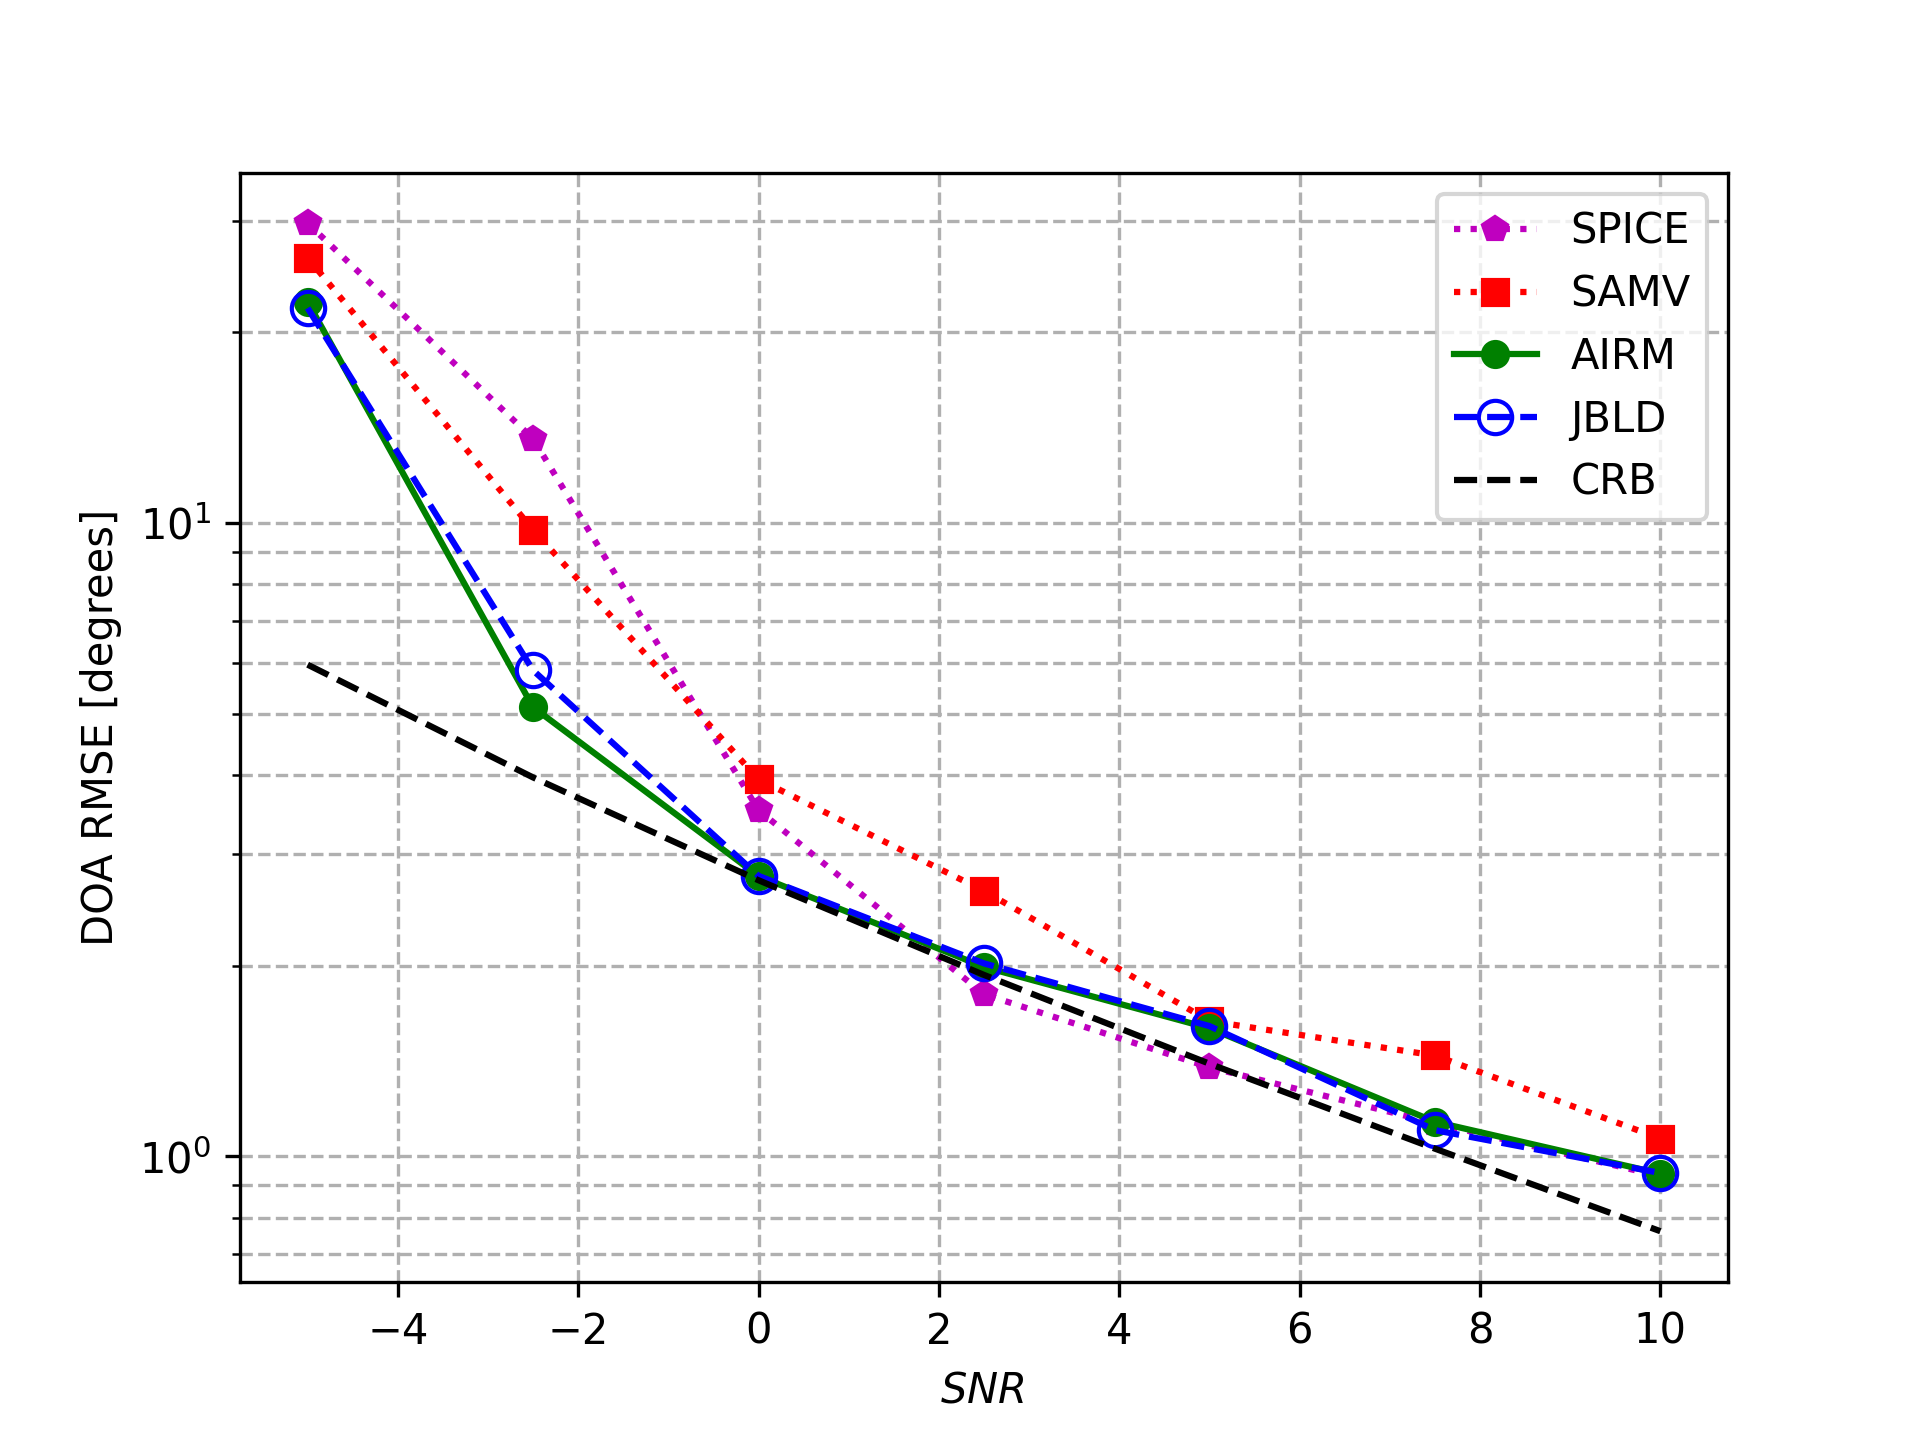 SPICE
SAMV
AIRM
JBLD
CRB
DOA RMSE [degrees]
10¹
10⁰
−4 −2 0 2 4 6 8 10
SNR